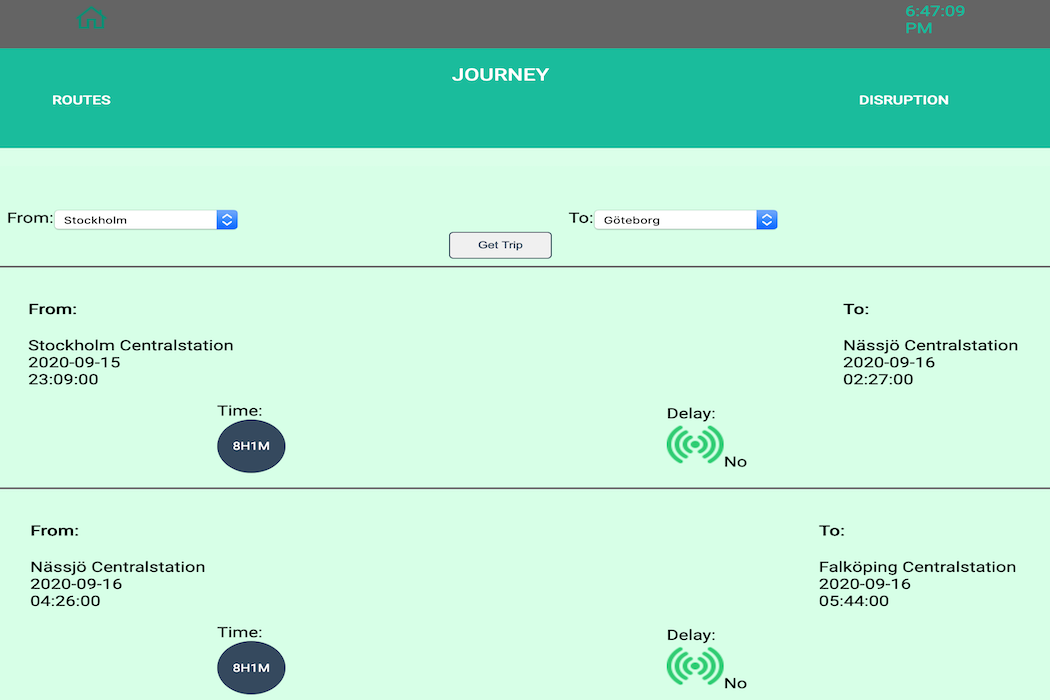 6:47:09
PM
JOURNEY
ROUTES
DISRUPTION
From: Stockholm
To: Göteborg
Get Trip
From:
Stockholm Centralstation
2020-09-15
23:09:00
To:
Nässjö Centralstation
2020-09-16
02:27:00
Time:
8H1M
Delay:
No
From:
Nässjö Centralstation
2020-09-16
04:26:00
To:
Falköping Centralstation
2020-09-16
05:44:00
Time:
8H1M
Delay:
No